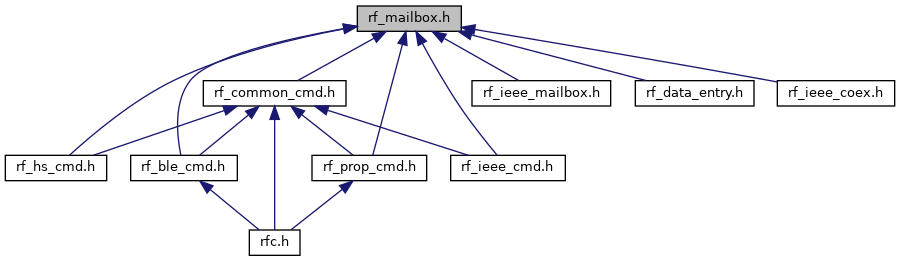 rf_mailbox.h
rf_common_cmd.h
rf_ieee_mailbox.h
rf_data_entry.h
rf_ieee_coex.h
rf_hs_cmd.h
rf_ble_cmd.h
rf_prop_cmd.h
rf_ieee_cmd.h
rfc.h